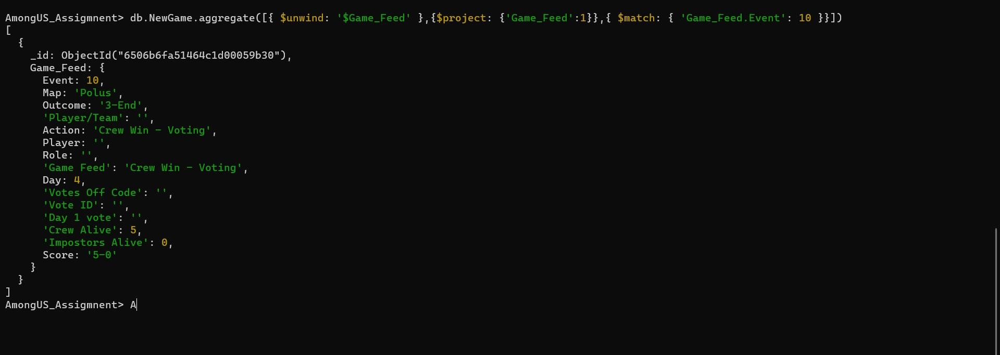 AmongUS_Assigmnent> db.NewGame.aggregate([{ $unwind: '$Game_Feed' },{$project: {'Game_Feed':1}},{ $match: { 'Game_Feed.Event': 10 }}])
[
  {
    _id: ObjectId("6506b6fa51464c1d00059b30"),
    Game_Feed: {
      Event: 10,
      Map: 'Polus',
      Outcome: '3-End',
      'Player/Team': '',
      Action: 'Crew Win - Voting',
      Player: '',
      Role: '',
      'Game Feed': 'Crew Win - Voting',
      Day: 4,
      'Votes Off Code': '',
      'Vote ID': '',
      'Day 1 vote': '',
      'Crew Alive': 5,
      'Impostors Alive': 0,
      Score: '5-0'
    }
  }
]
AmongUS_Assigmnent> A